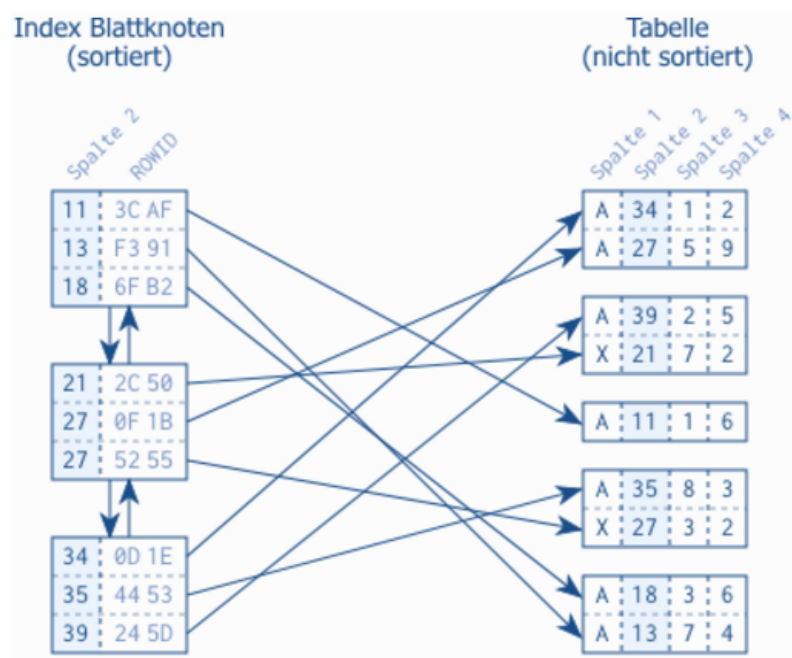 Index Blattknoten
(sortiert)
Spalte 2
ROWID
11 3C AF
13 F3 91
18 6F B2
21 2C 50
27 0F 1B
27 52 55
34 0D 1E
35 44 53
39 24 5D
Tabelle
(nicht sortiert)
Spalte 1
Spalte 2
Spalte 3
Spalte 4
A 34 1 2
A 27 5 9
A 39 2 5
X 21 7 2
A 11 1 6
A 35 8 3
X 27 3 2
A 18 3 6
A 13 7 4